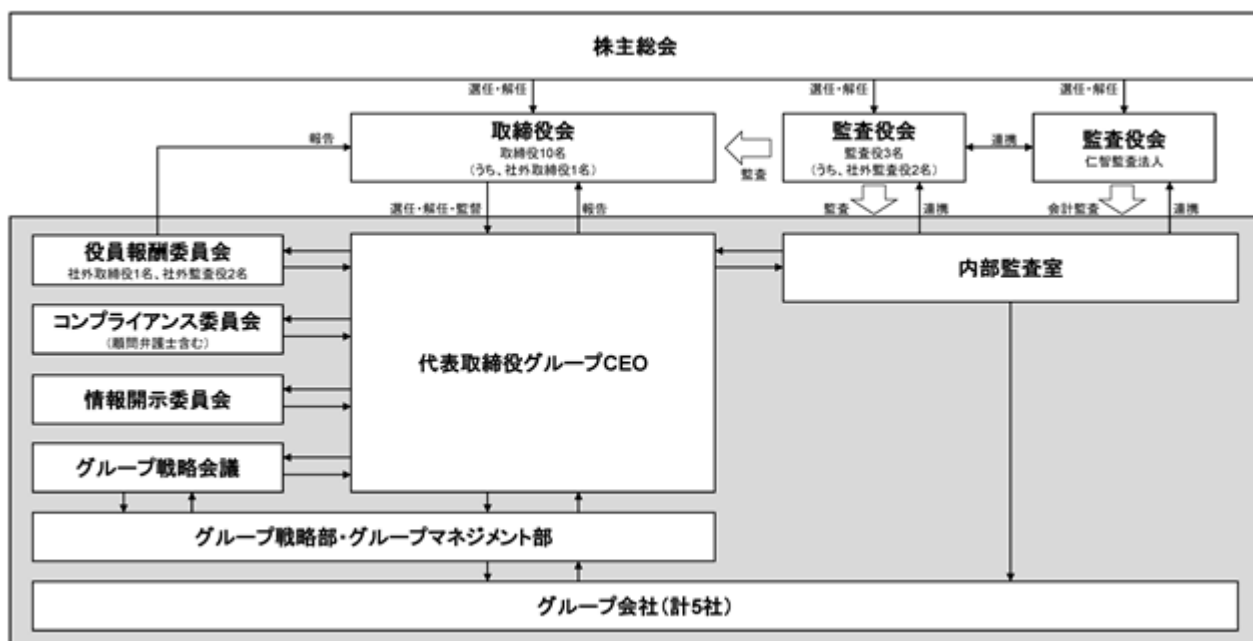 株主総会
選任・解任
選任・解任
選任・解任
報告
取締役会
取締役10名
(うち、社外取締役1名)
監査
監査役会
監査役3名
(うち、社外監査役2名)
連携
監査役会
仁智監査法人
選任・解任・監督
報告
監査
連携
会計監査
連携
役員報酬委員会
社外取締役1名、社外監査役2名
コンプライアンス委員会
(顧問弁護士含む)
情報開示委員会
グループ戦略会議
代表取締役グループCEO
内部監査室
グループ戦略部・グループマネジメント部
グループ会社(計5社)